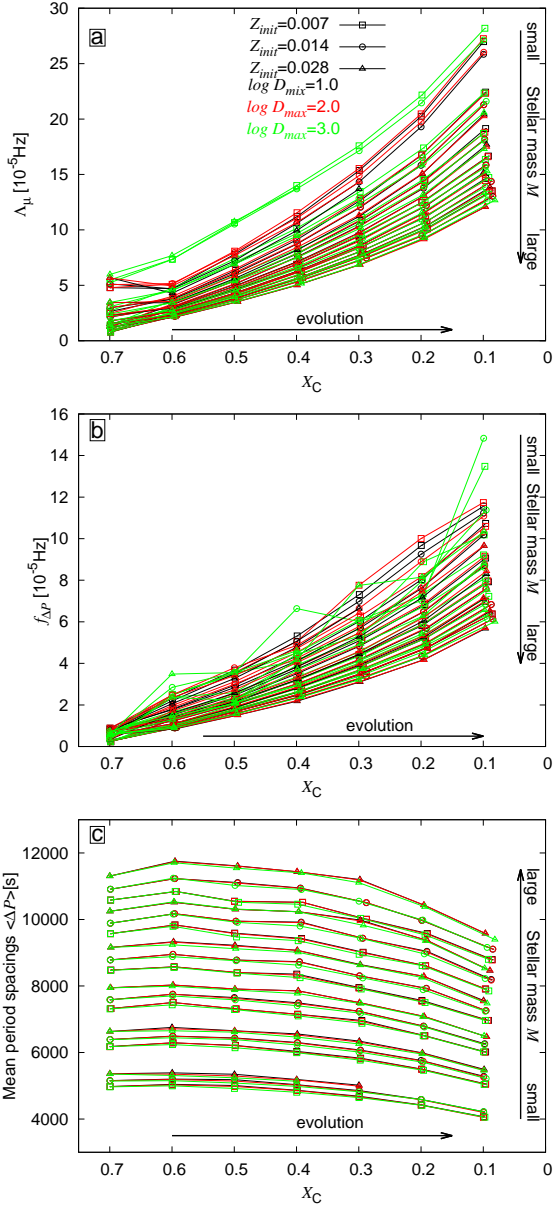 a
Z_init=0.007
Z_init=0.014
Z_init=0.028
log D_mix=1.0
log D_max=2.0
log D_max=3.0
30
25
20
15
10
5
0
Λ_μ [10^-5 Hz]
small
Stellar mass M
large
evolution
0.7 0.6 0.5 0.4 0.3 0.2 0.1 0
X_C
b
16
14
12
10
8
6
4
2
0
f_ΔP [10^-5 Hz]
small
Stellar mass M
large
evolution
0.7 0.6 0.5 0.4 0.3 0.2 0.1 0
X_C
c
12000
10000
8000
6000
4000
Mean period spacings <ΔP>[s]
large
Stellar mass M
small
evolution
0.7 0.6 0.5 0.4 0.3 0.2 0.1 0
X_C